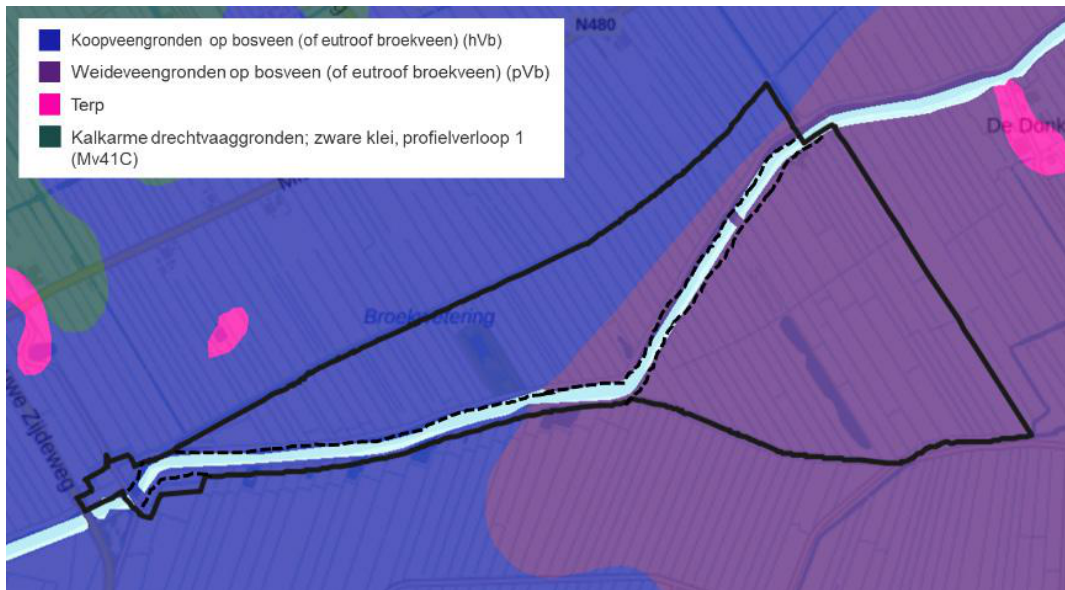 Koopveengronden op bosveen (of eutroof broekveen) (hVb)
Weideveengronden op bosveen (of eutroof broekveen) (pVb)
Terp
Kalkarme drechtvaaggronden; zware klei, profielverloop 1
(Mv41C)
N480
De Donk
Broekwetering
uwe Zijdeweg